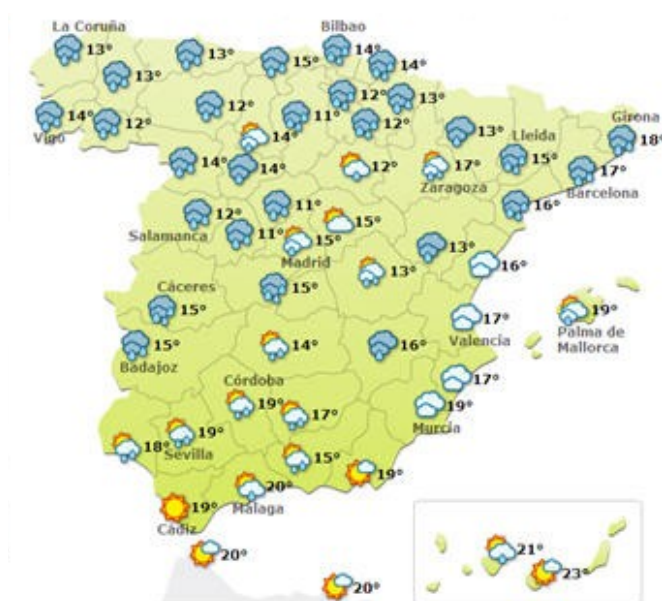 La Coruña
Bilbao
13°
13°
15°
14°
14°
13°
12°
12°
13°
Girona
14°
12°
11°
12°
13°
18°
Vigo
14°
Lleida
14°
14°
12°
17°
15°
17°
Zaragoza
Barcelona
11°
16°
12°
15°
Salamanca
11°
15°
13°
Madrid
13°
16°
Cáceres
15°
15°
19°
17°
Palma de
Mallorca
Valencia
15°
14°
16°
Badajoz
17°
Córdoba
19°
17°
19°
Murcia
18°
19°
Sevilla
15°
19°
20°
Málaga
19°
Cádiz
20°
21°
23°
20°